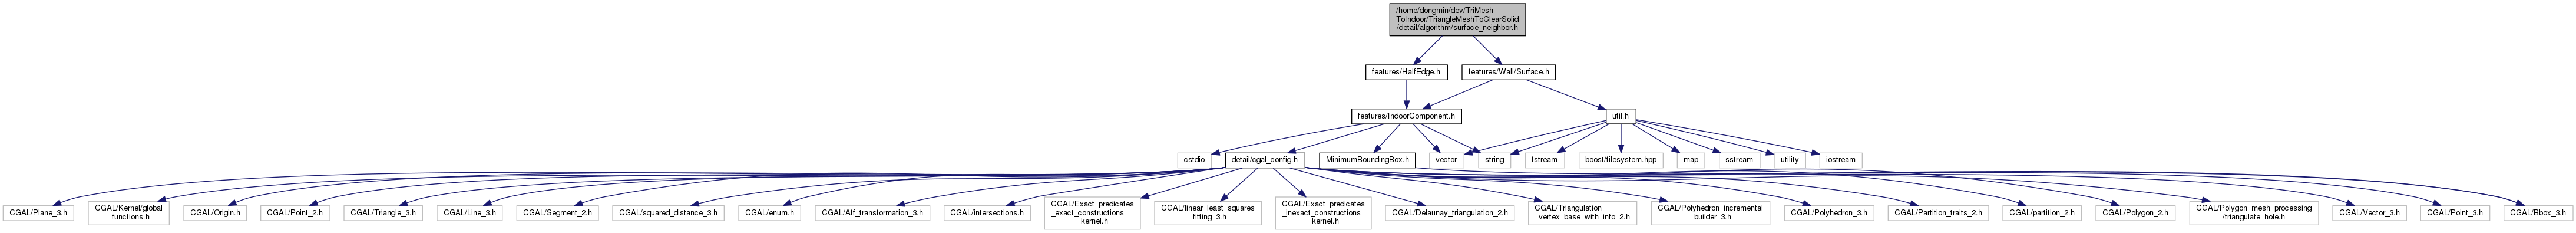 /home/dongmin/dev/TriMesh
ToIndoor/TriangleMeshToClearSolid
/detail/algorithm/surface_neighbor.h
features/HalfEdge.h
features/Wall/Surface.h
features/IndoorComponent.h
util.h
cstdio
detail/cgal_config.h
MinimumBoundingBox.h
vector
string
fstream
boost/filesystem.hpp
map
sstream
utility
iostream
CGAL/Plane_3.h
CGAL/Kernel/global
_functions.h
CGAL/Origin.h
CGAL/Point_2.h
CGAL/Triangle_3.h
CGAL/Line_3.h
CGAL/Segment_2.h
CGAL/squared_distance_3.h
CGAL/enum.h
CGAL/Aff_transformation_3.h
CGAL/intersections.h
CGAL/Exact_predicates
_exact_constructions
_kernel.h
CGAL/linear_least_squares
_fitting_3.h
CGAL/Exact_predicates
_inexact_constructions
_kernel.h
CGAL/Delaunay_triangulation_2.h
CGAL/Triangulation
_vertex_base_with_info_2.h
CGAL/Polyhedron_incremental
_builder_3.h
CGAL/Polyhedron_3.h
CGAL/Partition_traits_2.h
CGAL/partition_2.h
CGAL/Polygon_2.h
CGAL/Polygon_mesh_processing
/triangulate_hole.h
CGAL/Vector_3.h
CGAL/Point_3.h
CGAL/Bbox_3.h